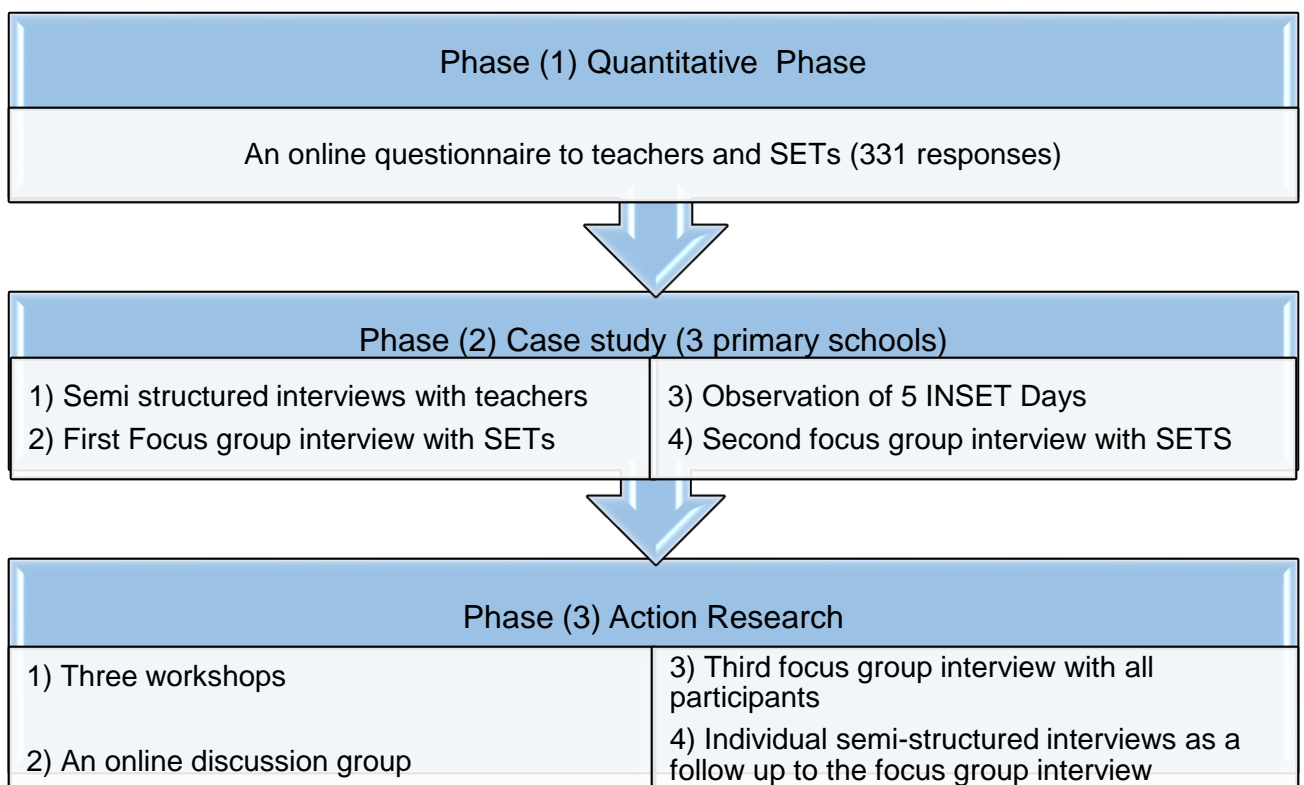 Phase (1) Quantitative Phase
An online questionnaire to teachers and SETs (331 responses)
Phase (2) Case study (3 primary schools)
1) Semi structured interviews with teachers
2) First Focus group interview with SETs
3) Observation of 5 INSET Days
4) Second focus group interview with SETS
Phase (3) Action Research
1) Three workshops
2) An online discussion group
3) Third focus group interview with all
participants
4) Individual semi-structured interviews as a
follow up to the focus group interview